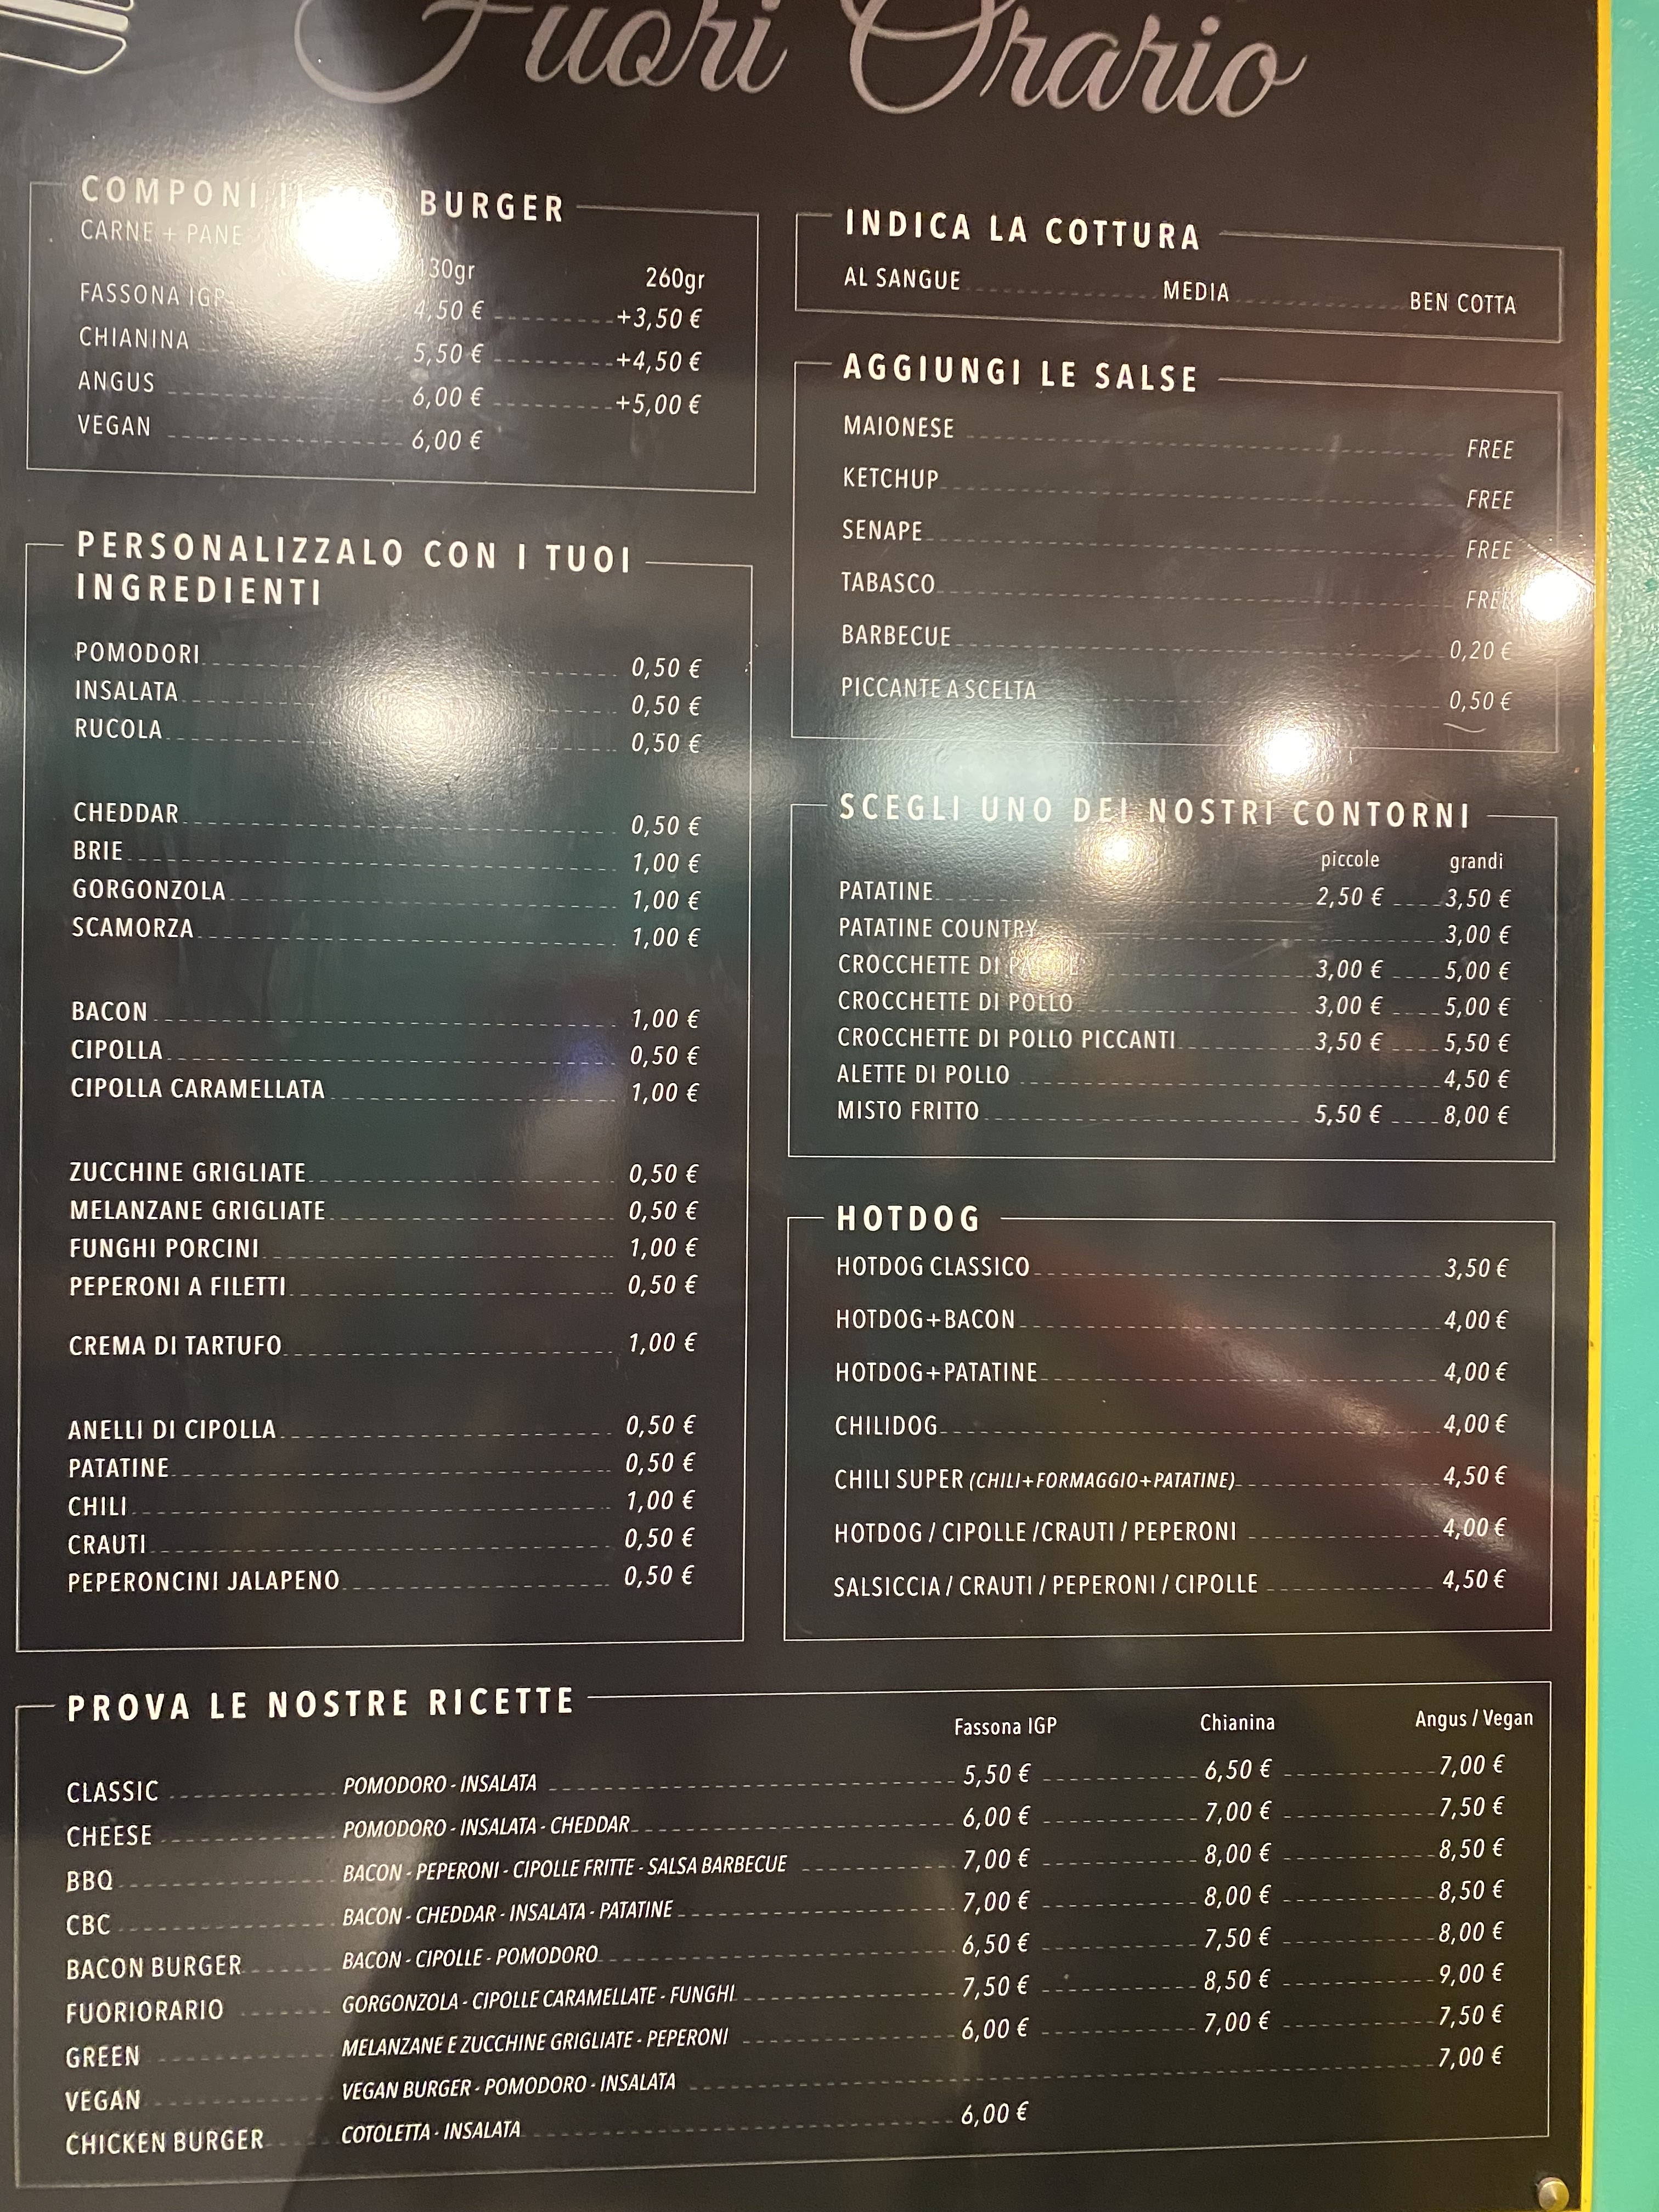 Fuori Orario
COMPONI BURGER
CARNE + PANE
130gr 260gr
FASSONA IGP 4,50 € +3,50 €
CHIANINA 5,50 € +4,50 €
ANGUS 6,00 € +5,00 €
VEGAN 6,00 €
PERSONALIZZALO CON I TUOI
INGREDIENTI
POMODORI 0,50 €
INSALATA 0,50 €
RUCOLA 0,50 €
CHEDDAR 0,50 €
BRIE 1,00 €
GORGONZOLA 1,00 €
SCAMORZA 1,00 €
BACON 1,00 €
CIPOLLA 0,50 €
CIPOLLA CARAMELLATA 1,00 €
ZUCCHINE GRIGLIATE 0,50 €
MELANZANE GRIGLIATE 0,50 €
FUNGHI PORCINI 1,00 €
PEPERONI A FILETTI 0,50 €
CREMA DI TARTUFO 1,00 €
ANELLI DI CIPOLLA 0,50 €
PATATINE 0,50 €
CHILI 1,00 €
CRAUTI 0,50 €
PEPERONCINI JALAPENO 0,50 €
INDICA LA COTTURA
AL SANGUE MEDIA BEN COTTA
AGGIUNGI LE SALSE
MAIONESE FREE
KETCHUP FREE
SENAPE FREE
TABASCO FREE
BARBECUE 0,20 €
PICCANTE A SCELTA 0,50 €
SCEGLI UNO DEI NOSTRI CONTORNI
piccole grandi
PATATINE 2,50 € 3,50 €
PATATINE COUNTRY 3,00 €
CROCCHETTE DI 3,00 € 5,00 €
CROCCHETTE DI POLLO 3,00 € 5,00 €
CROCCHETTE DI POLLO PICCANTI 3,50 € 5,50 €
ALETTE DI POLLO 4,50 €
MISTO FRITTO 5,50 € 8,00 €
HOTDOG
HOTDOG CLASSICO 3,50 €
HOTDOG+BACON 4,00 €
HOTDOG+PATATINE 4,00 €
CHILIDOG 4,00 €
CHILI SUPER (CHILI+FORMAGGIO+PATATINE) 4,50 €
HOTDOG / CIPOLLE /CRAUTI / PEPERONI 4,00 €
SALSICCIA / CRAUTI / PEPERONI / CIPOLLE 4,50 €
PROVA LE NOSTRE RICETTE
Fassona IGP Chianina Angus / Vegan
CLASSIC POMODORO - INSALATA 5,50 € 6,50 € 7,00 €
CHEESE POMODORO - INSALATA - CHEDDAR 6,00 € 7,00 € 7,50 €
BBQ BACON - PEPERONI - CIPOLLE FRITTE - SALSA BARBECUE 7,00 € 8,00 € 8,50 €
CBC BACON - CHEDDAR - INSALATA - PATATINE 7,00 € 8,00 € 8,50 €
BACON BURGER BACON - CIPOLLE - POMODORO 6,50 € 7,50 € 8,00 €
FUORIORARIO GORGONZOLA - CIPOLLE CARAMELLATE - FUNGHI 7,50 € 8,50 € 9,00 €
GREEN MELANZANE E ZUCCHINE GRIGLIATE - PEPERONI 6,00 € 7,00 € 7,50 €
VEGAN VEGAN BURGER - POMODORO - INSALATA 7,00 €
CHICKEN BURGER COTOLETTA - INSALATA 6,00 €